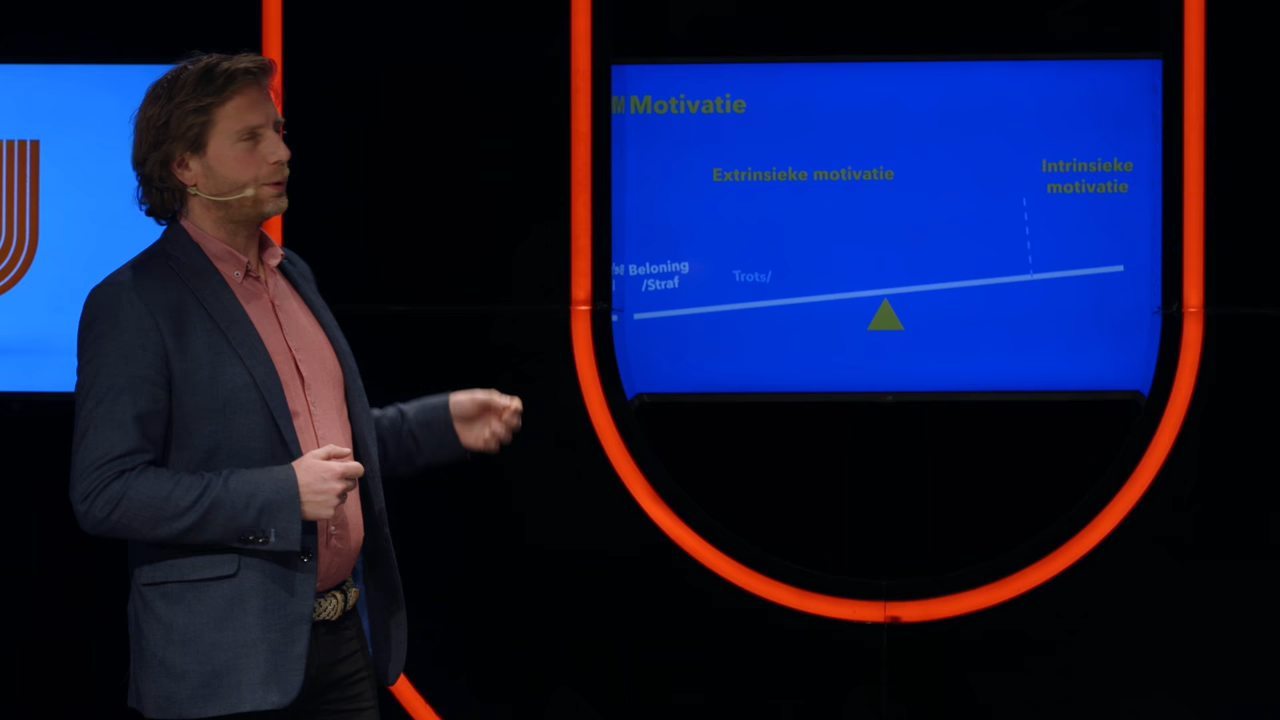 Motivatie
Extrinsieke motivatie
Intrinsieke
motivatie
Beloning
/Straf
Trots/